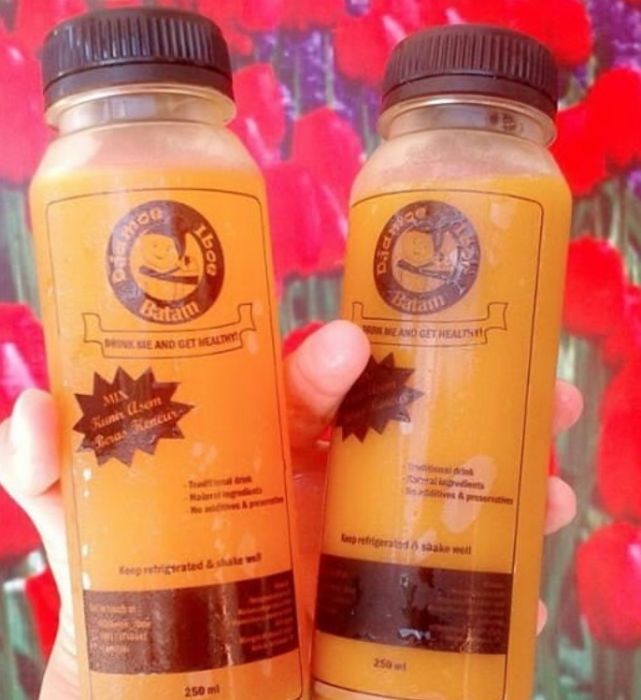 Djamoe Iboe
Batam
DRINK ME AND GET HEALTHY!
MIX
Kunir Asem
Beras Kencur
- Traditional drink
- Natural ingredients
- No additives & preservatives
Keep refrigerated & shake well
250 ml
Djamoe Iboe
Batam
DRINK ME AND GET HEALTHY!
- Traditional drink
- Natural ingredients
- No additives & preservatives
Keep refrigerated & shake well
250 ml